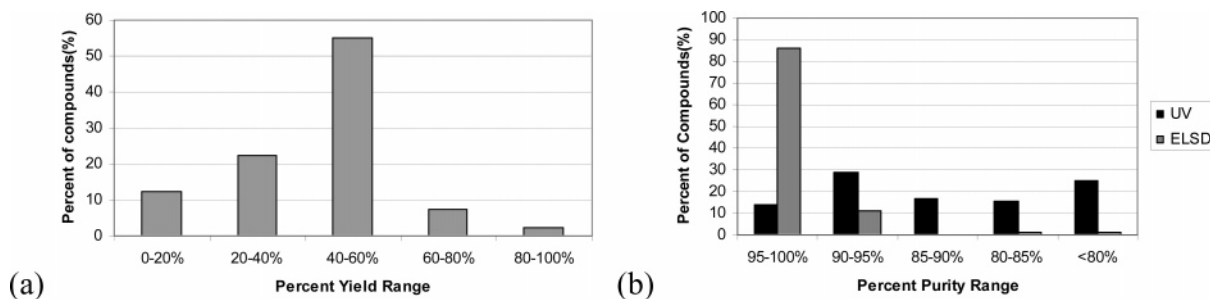 Percent of compounds(%)
60
50
40
30
20
10
0
0-20% 20-40% 40-60% 60-80% 80-100%
Percent Yield Range
(a)
Percent of Compounds(%)
100
90
80
70
60
50
40
30
20
10
0
95-100% 90-95% 85-90% 80-85% <80%
Percent Purity Range
UV
ELSD
(b)